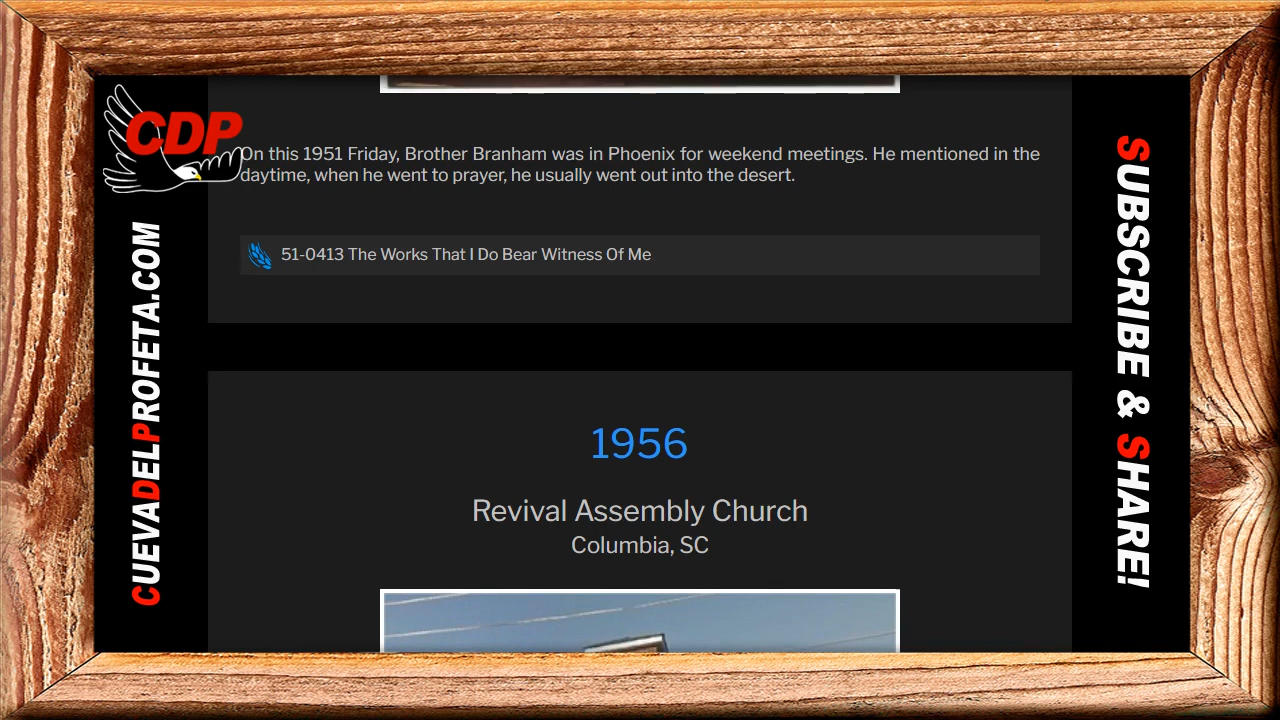 CDP
CUEVADELPROFETA.COM
On this 1951 Friday, Brother Branham was in Phoenix for weekend meetings. He mentioned in the
daytime, when he went to prayer, he usually went out into the desert.
51-0413 The Works That I Do Bear Witness Of Me
1956
Revival Assembly Church
Columbia, SC
SUBSCRIBE & SHARE!